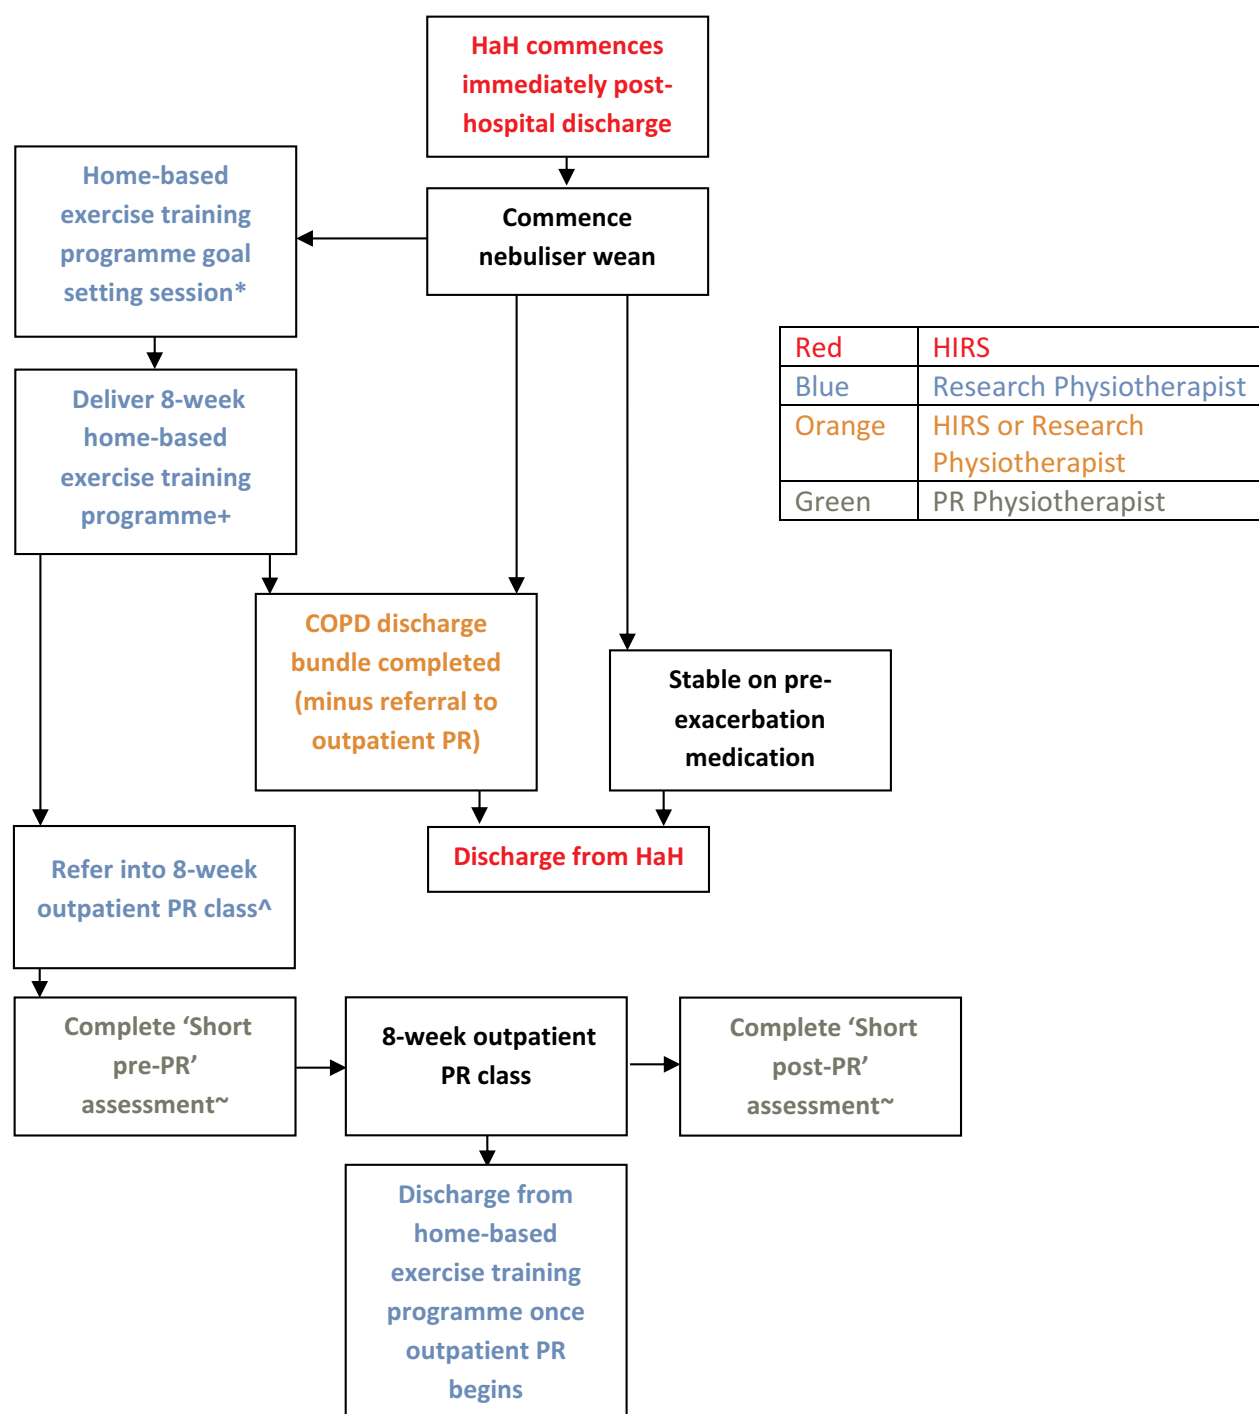 HaH commences
immediately post-
hospital discharge
Home-based
exercise training
programme goal
setting session*
Commence
nebuliser wean
Red HIRS
Blue Research Physiotherapist
Orange HIRS or Research
Physiotherapist
Green PR Physiotherapist
Deliver 8-week
home-based
exercise training
programme+
COPD discharge
bundle completed
(minus referral to
outpatient PR)
Stable on pre-
exacerbation
medication
Discharge from HaH
Refer into 8-week
outpatient PR class^
Complete ‘Short
pre-PR’
assessment~
8-week outpatient
PR class
Complete ‘Short
post-PR’
assessment~
Discharge from
home-based
exercise training
programme once
outpatient PR
begins